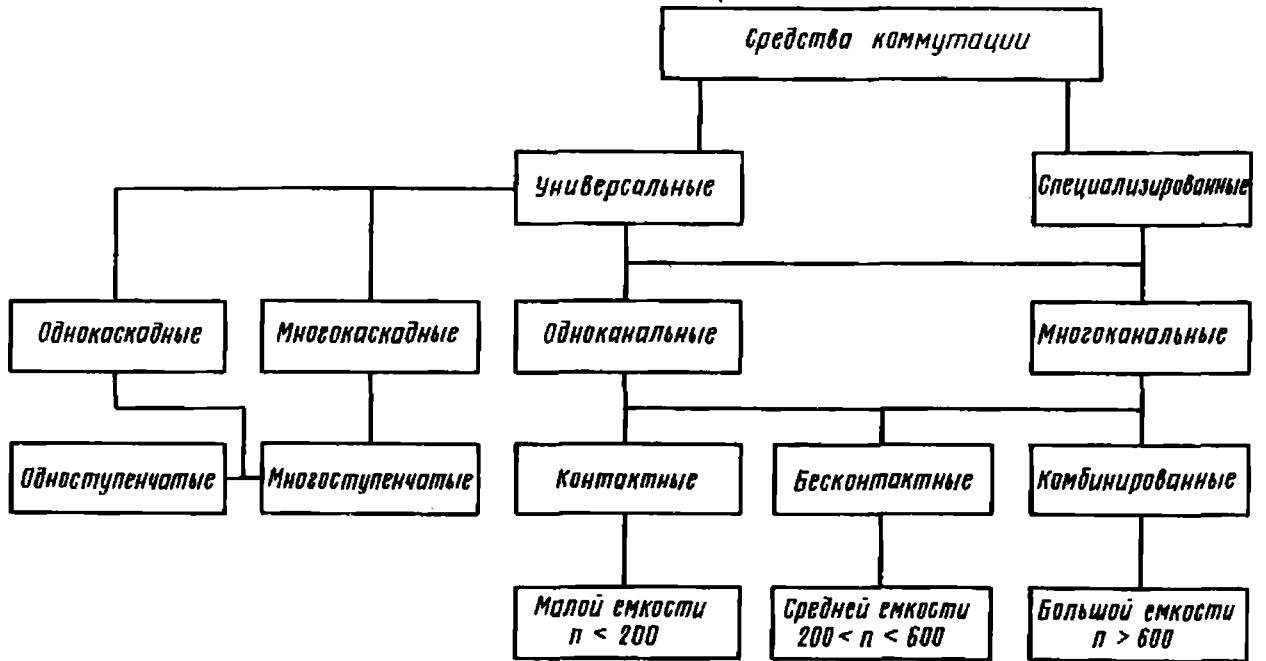 Средства коммутации
Универсальные
Специализированные
Однокаскадные
Многокаскадные
Одноканальные
Многоканальные
Одноступенчатые
Многоступенчатые
Контактные
Бесконтактные
Комбинированные
Малой емкости
n < 200
Средней емкости
200 < n < 600
Большой емкости
n > 600